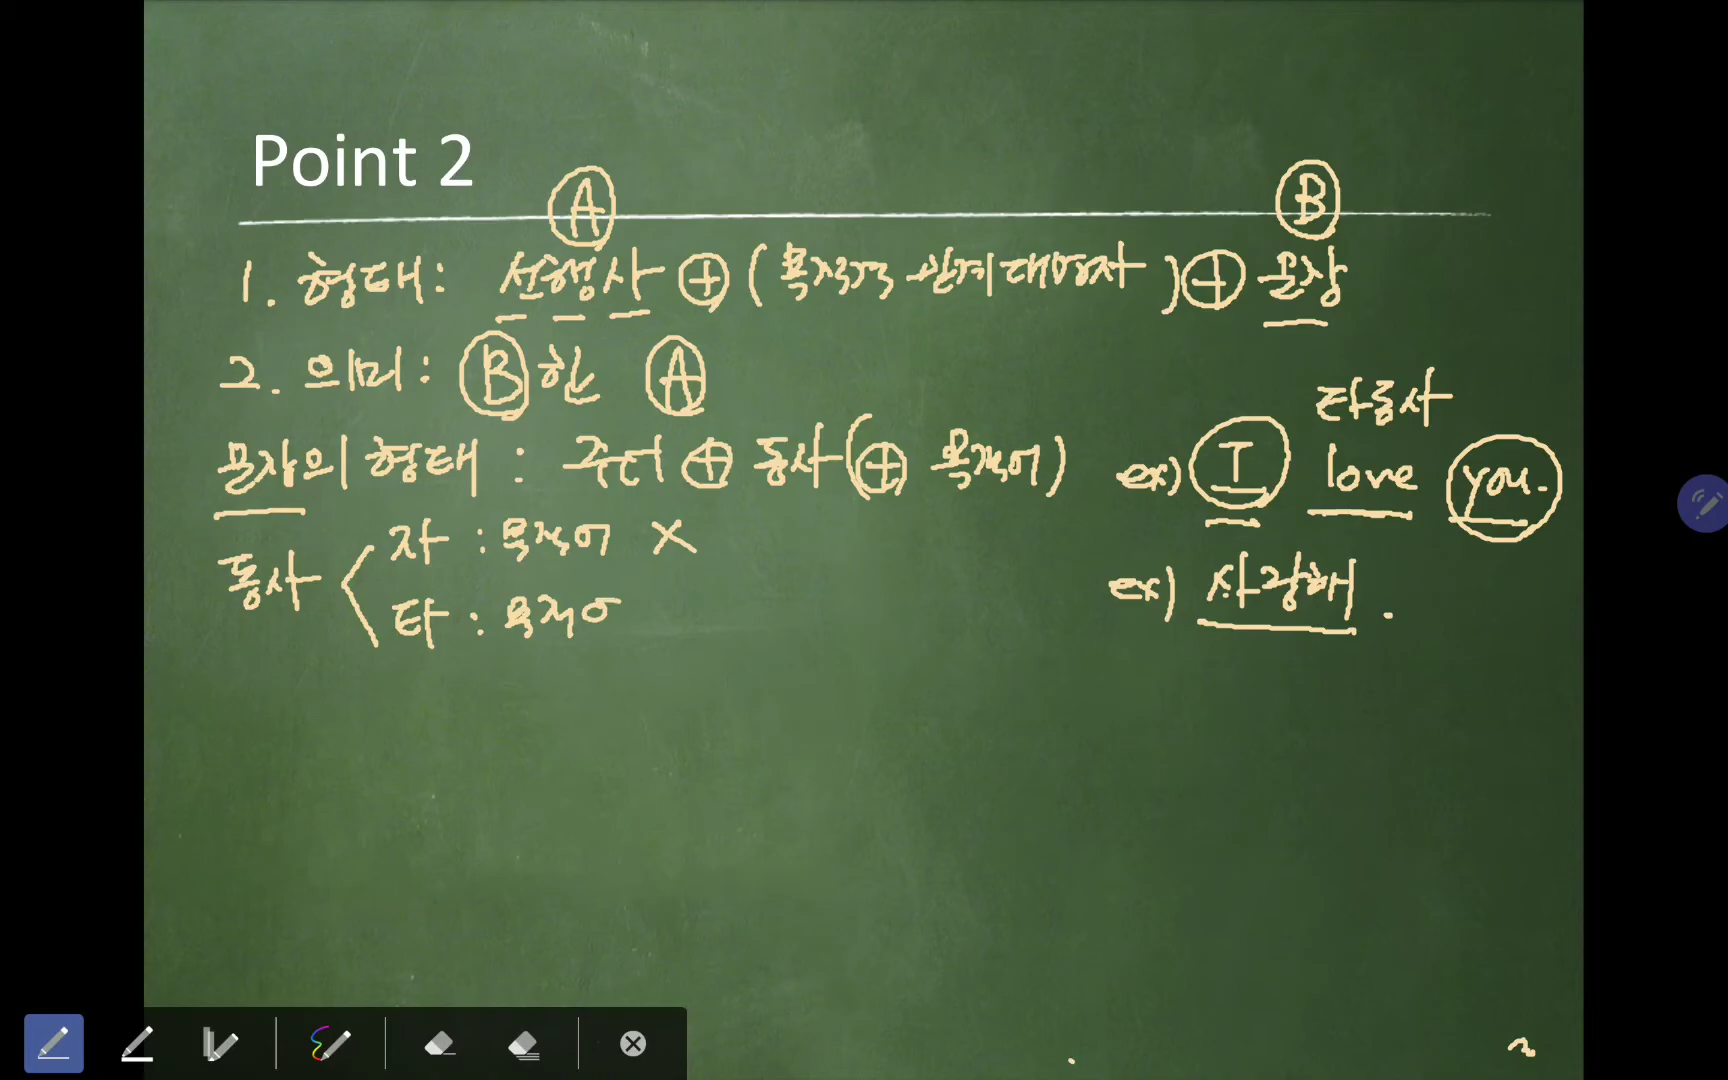 Point 2
Ⓐ Ⓑ
1. 형태: 선행사 ⊕ (목적격 관계대명사) ⊕ 문장
2. 의미: Ⓑ한 Ⓐ
타동사
문장의 형태 : 주어 ⊕ 동사 (⊕ 목적어) ex) I love you.
동사 < 자 : 목적어 X
타 : 목적어
ex) 사랑해.